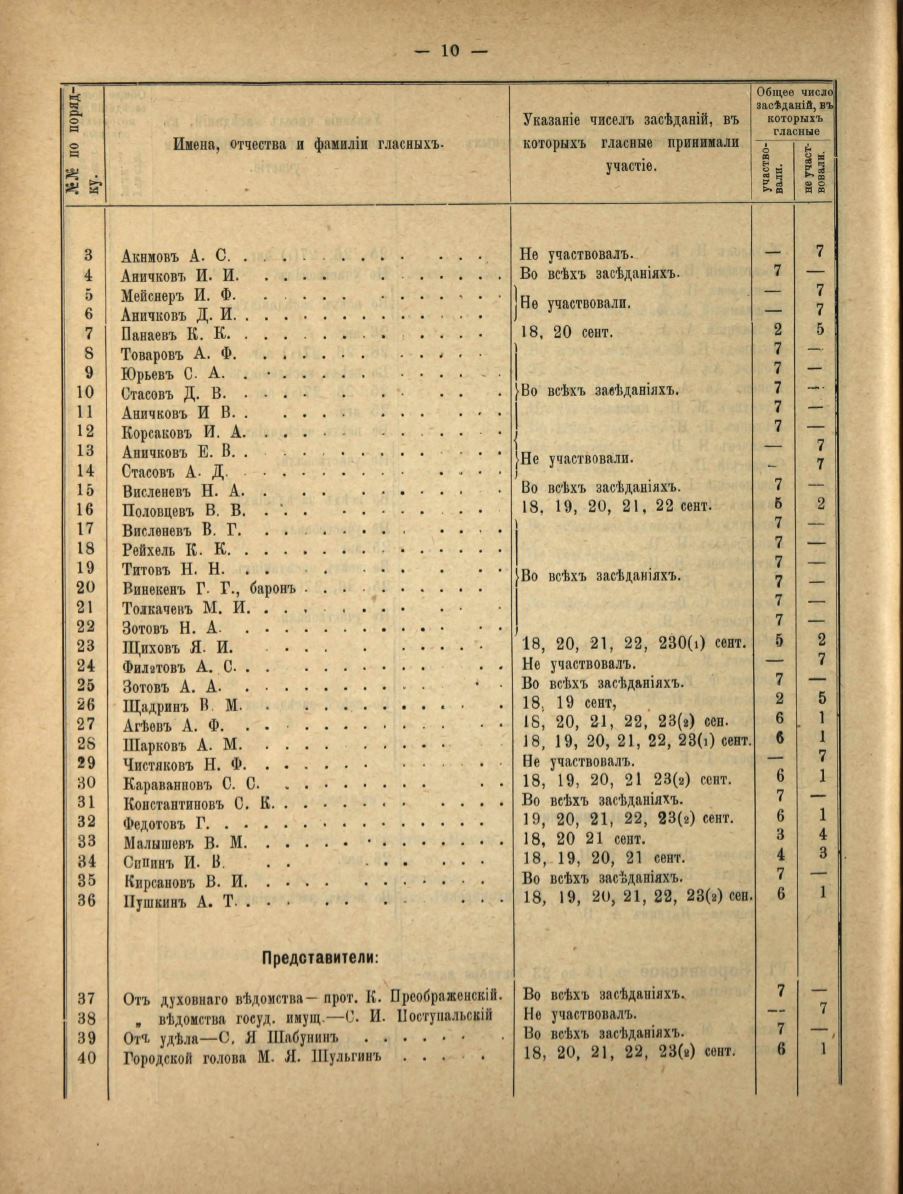 — 10 —
№№ по поряд-
ку.
Имена, отчества и фамиліи гласныхъ.
Указаніе чиселъ засѣданій, въ
которыхъ гласные принимали
участіе.
Общее число
засѣданій, въ
которыхъ
гласные
участво-
вали.
не участ-
вовали.
3 Акимовъ А. С. Не участвовалъ. — 7
4 Аничковъ И. И. Во всѣхъ засѣданіяхъ. 7 —
5 Мейснеръ И. Ф. — 7
Не участвовали.
6 Аничковъ Д. И. — 7
7 Панаевъ К. К. 18, 20 сент. 2 5
8 Товаровъ А. Ф. 7 —
9 Юрьевъ С. А. 7 —
10 Стасовъ Д. В. Во всѣхъ засѣданіяхъ. 7 —
11 Аничковъ И В. 7 —
12 Корсаковъ И. А. 7 —
13 Аничковъ Е. В. — 7
Не участвовали.
14 Стасовъ А. Д. — 7
15 Висленевъ Н. А. Во всѣхъ засѣданіяхъ. 7 —
16 Половцевъ В. В. 18, 19, 20, 21, 22 сент. 5 2
17 Висленевъ В. Г. 7 —
18 Рейхель К. К. 7 —
19 Титовъ Н. Н. 7 —
Во всѣхъ засѣданіяхъ.
20 Винекен Г. Г., баронъ 7 —
21 Толкачевъ М. И. 7 —
22 Зотовъ Н. А. 7 —
23 Щиховъ Я. И. 18, 20, 21, 22, 230(1) сент. 5 2
24 Филатовъ А. С. Не участвовалъ. — 7
25 Зотовъ А. А. Во всѣхъ засѣданіяхъ. 7 —
26 Щадринъ В. М. 18, 19 сент, 2 5
27 Агѣевъ А. Ф. 18, 20, 21, 22, 23(2) сен. 6 1
28 Шарковъ А. М. 18, 19, 20, 21, 22, 23(1) сент. 6 1
29 Чистяковъ Н. Ф. Не участвовалъ. — 7
30 Караванновъ С. С. 18, 19, 20, 21 23(2) сент. 6 1
31 Константиновъ С. К. Во всѣхъ засѣданіяхъ. 7 —
32 Федотовъ Г. 19, 20, 21, 22, 23(2) сент. 6 1
33 Малышевъ В. М. 18, 20 21 сент. 3 4
34 Сипинъ И. В. 18, 19, 20, 21 сент. 4 3
35 Кирсановъ В. И. Во всѣхъ засѣданіяхъ. 7 —
36 Пушкинъ А. Т. 18, 19, 20, 21, 22, 23(2) сен. 6 1
Представители:
37 Отъ духовнаго вѣдомства— прот. К. Преображенскій. Во всѣхъ засѣданіяхъ. 7 —
38 „ вѣдомства госуд. имущ.—С. И. Поступальскій Не участвовалъ. — 7
39 Отъ удѣла—С. Я Шабунинъ Во всѣхъ засѣданіяхъ. 7 —
40 Городской голова М. Я. Шульгинъ 18, 20, 21, 22, 23(2) сент. 6 1